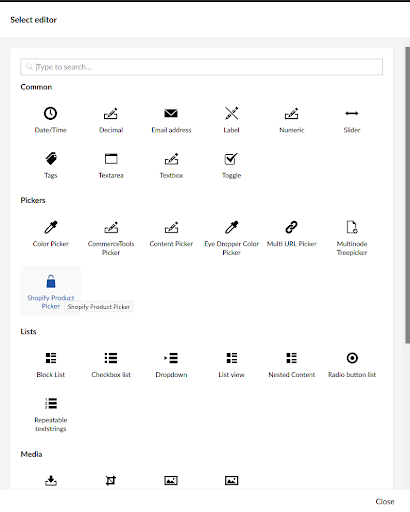 Select editor
Type to search...
Common
Date/Time Decimal Email address Label Numeric Slider
Tags Textarea Textbox Toggle
Pickers
Color Picker CommerceTools Picker Content Picker Eye Dropper Color Picker Multi URL Picker Multinode Treepicker
Shopify Product Picker
Shopify Product Picker
Lists
Block List Checkbox list Dropdown List view Nested Content Radio button list
Repeatable textstrings
Media
Close